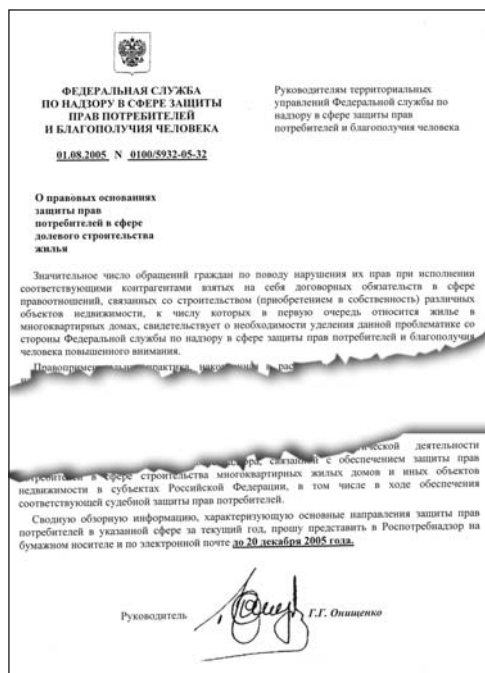 ФЕДЕРАЛЬНАЯ СЛУЖБА
ПО НАДЗОРУ В СФЕРЕ ЗАЩИТЫ
ПРАВ ПОТРЕБИТЕЛЕЙ
И БЛАГОПОЛУЧИЯ ЧЕЛОВЕКА
01.08.2005 N 0100/5932-05-32
Руководителям территориальных
управлений Федеральной службы по
надзору в сфере защиты прав
потребителей и благополучия человека
О правовых основаниях
защиты прав
потребителей в сфере
долевого строительства
жилья
Значительное число обращений граждан по поводу нарушения их прав при исполнении
соответствующими контрагентами взятых на себя договорных обязательств в сфере
правоотношений, связанных со строительством (приобретением в собственность) различных
объектов недвижимости, к числу которых в первую очередь относится жилье в
многоквартирных домах, свидетельствует о необходимости уделения данной проблематике со
стороны Федеральной службы по надзору в сфере защиты прав потребителей и благополучия
человека повышенного внимания.
деятельности
связанной с обеспечением защиты прав
потребителей в сфере строительства многоквартирных жилых домов и иных объектов
недвижимости в субъектах Российской Федерации, в том числе в ходе обеспечения
соответствующей судебной защиты прав потребителей.
Сводную обзорную информацию, характеризующую основные направления защиты прав
потребителей в указанной сфере за текущий год, прошу представить в Роспотребнадзор на
бумажном носителе и по электронной почте до 20 декабря 2005 года.
Руководитель Г.Г. Онищенко